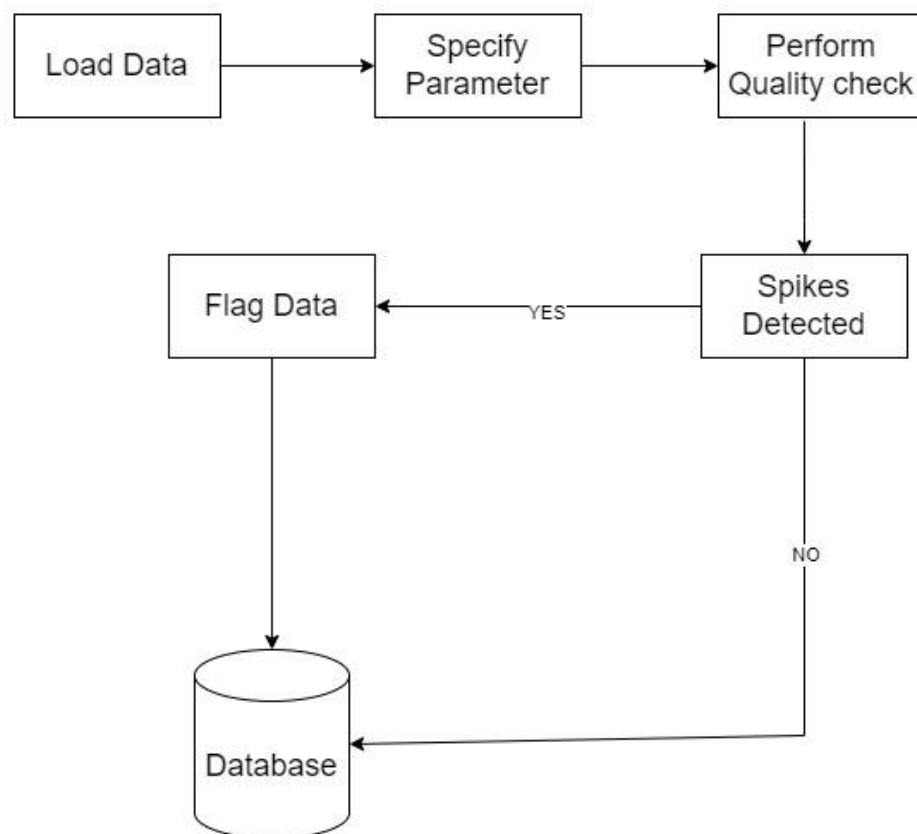 Load Data
Specify
Parameter
Perform
Quality check
Flag Data
YES
Spikes
Detected
NO
Database